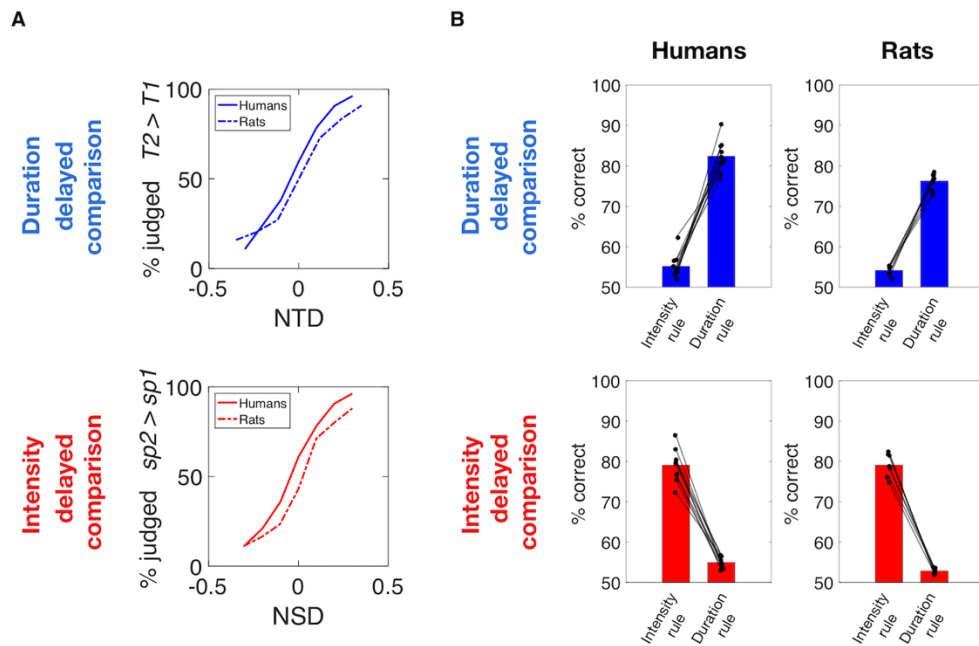 A
B
Humans
Rats
Duration
delayed
comparison
% judged T2 > T1
100
50
0
Humans
Rats
-0.5
0
0.5
NTD
% correct
100
90
80
70
60
50
Intensity
rule
Duration
rule
% correct
100
90
80
70
60
50
Intensity
rule
Duration
rule
Intensity
delayed
comparison
% judged sp2 > sp1
100
50
0
Humans
Rats
-0.5
0
0.5
NSD
% correct
100
90
80
70
60
50
Intensity
rule
Duration
rule
% correct
100
90
80
70
60
50
Intensity
rule
Duration
rule